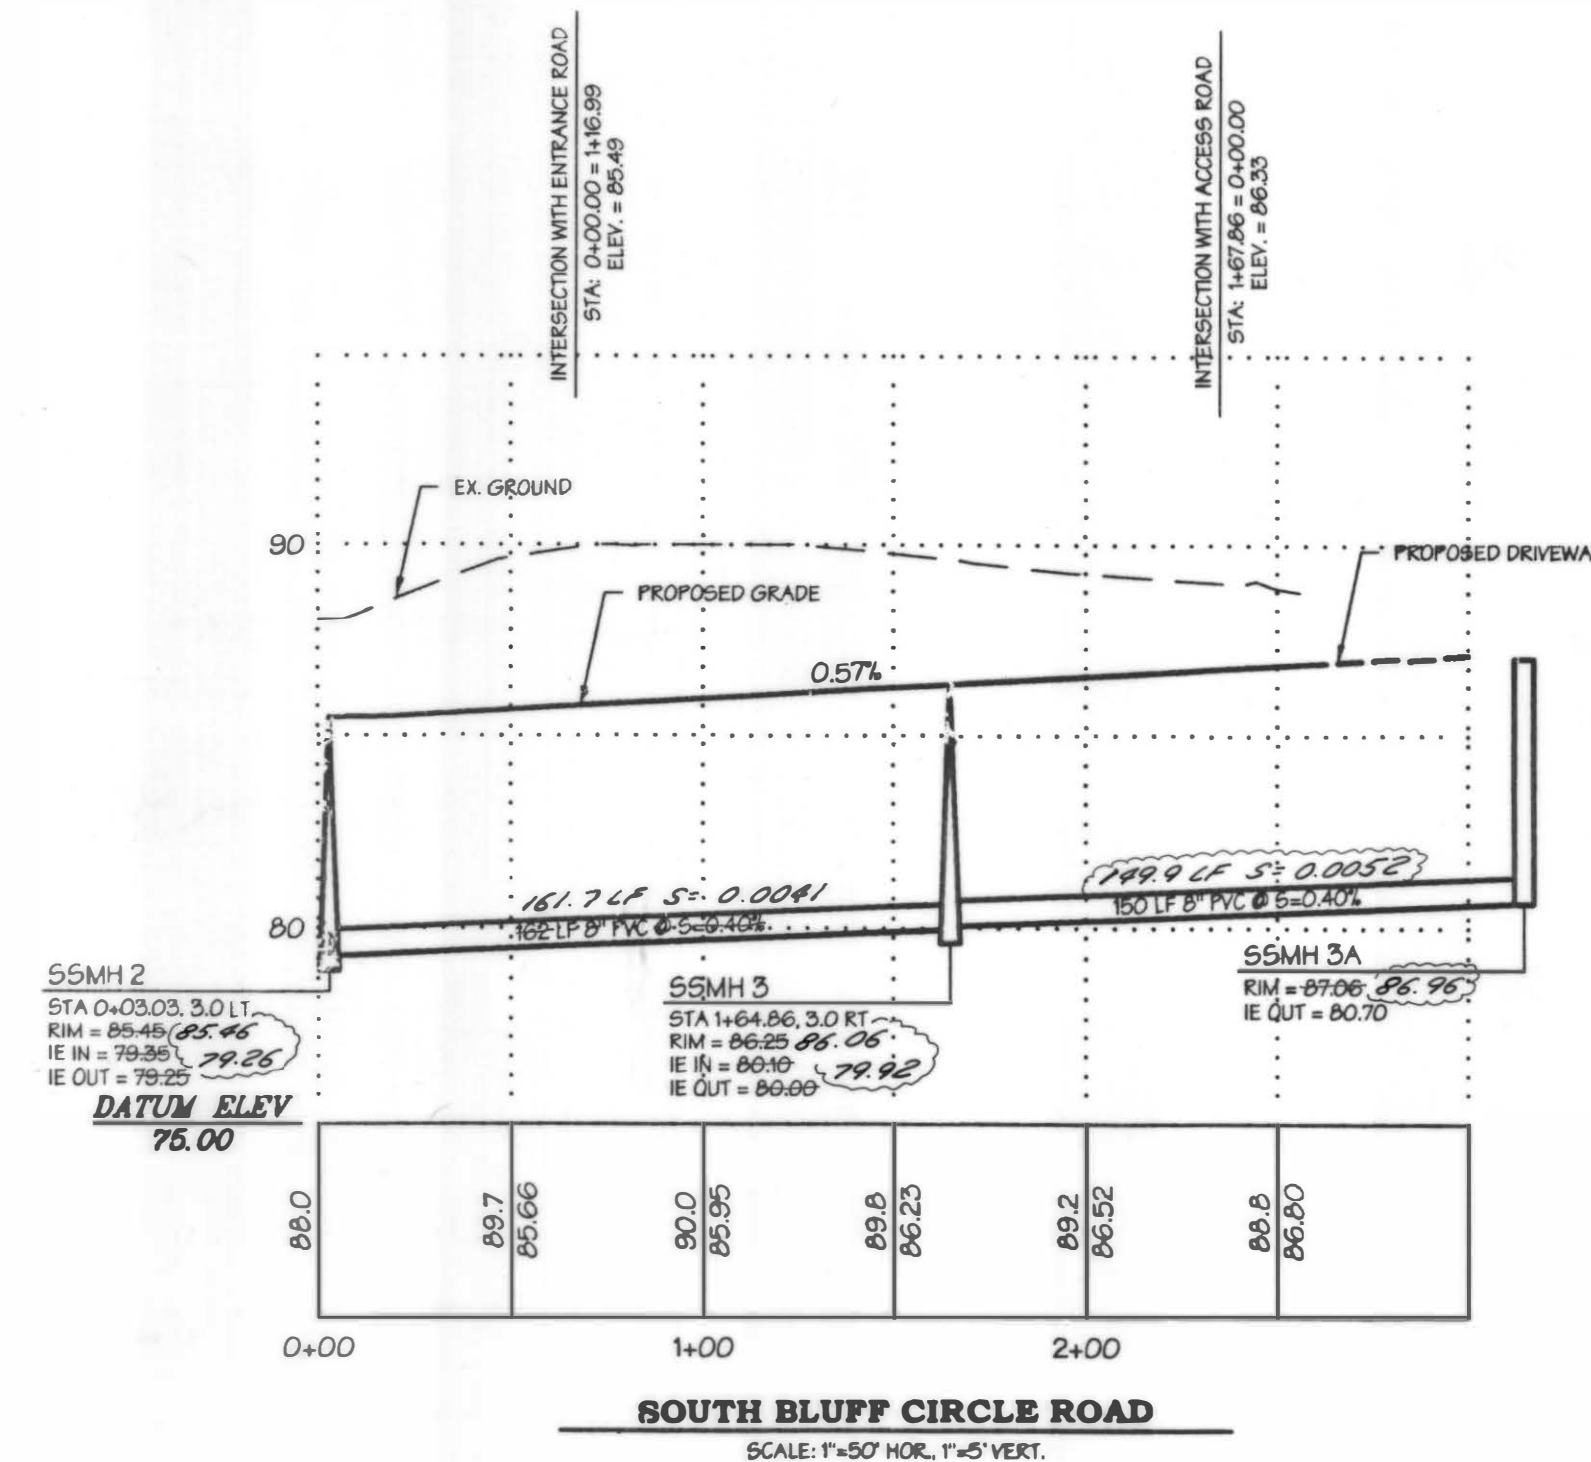 INTERSECTION WITH ENTRANCE ROAD
STA: 0+00.00 = 1+16.99
ELEV. = 85.49
INTERSECTION WITH ACCESS ROAD
STA: 1+67.86 = 0+00.00
ELEV. = 86.33
EX. GROUND
90
PROPOSED DRIVEWA
PROPOSED GRADE
0.57%
161.7 LF S= 0.0041
162 LF 8" PVC @ S=0.40%
149.9 LF S= 0.0052
150 LF 8" PVC @ S=0.40%
80
SSMH 2
STA 0+03.03, 3.0 LT
RIM = 85.45 85.46
IE IN = 79.35 79.26
IE OUT = 79.25
SSMH 3
STA 1+64.86, 3.0 RT
RIM = 86.25 86.06
IE IN = 80.10 79.92
IE OUT = 80.00
SSMH 3A
RIM = 87.06 86.96
IE OUT = 80.70
DATUM ELEV
75.00
88.0
89.7 85.66
90.0 85.95
89.8 86.23
89.2 86.52
88.8 86.80
0+00 1+00 2+00
SOUTH BLUFF CIRCLE ROAD
SCALE: 1"=50' HOR., 1"=5' VERT.